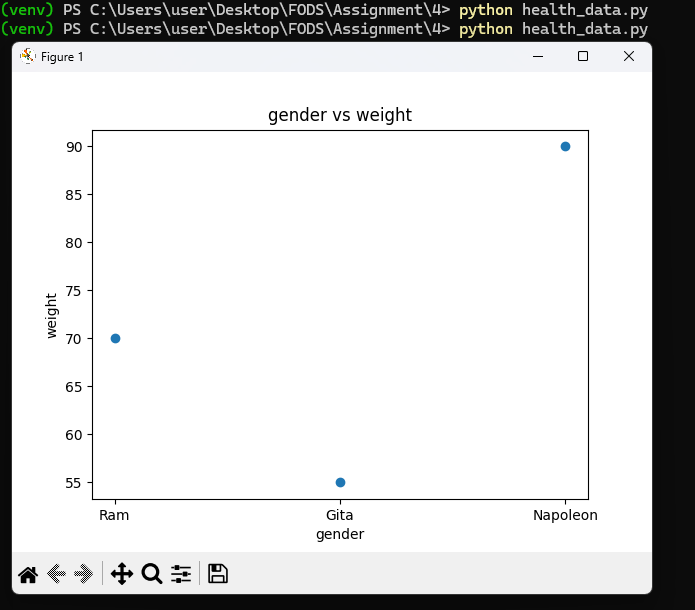 (venv) PS C:\Users\user\Desktop\FODS\Assignment\4> python health_data.py
(venv) PS C:\Users\user\Desktop\FODS\Assignment\4> python health_data.py
Figure 1
gender vs weight
90
85
80
75
70
65
60
55
weight
Ram Gita Napoleon
gender